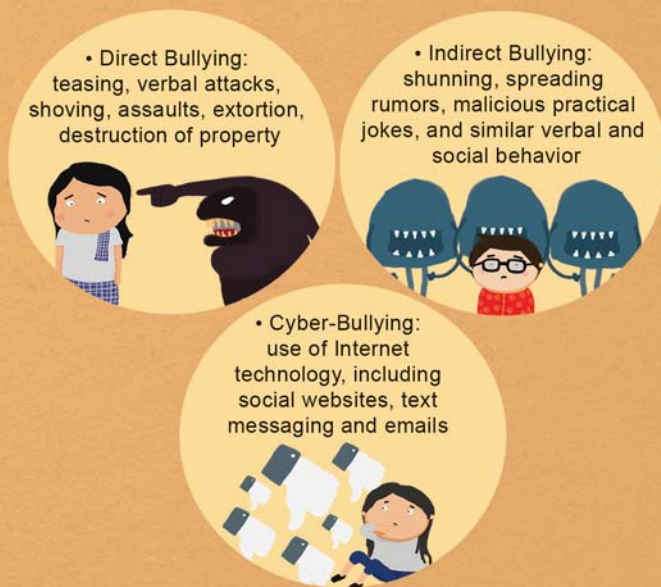 • Direct Bullying:
teasing, verbal attacks,
shoving, assaults, extortion,
destruction of property
• Indirect Bullying:
shunning, spreading
rumors, malicious practical
jokes, and similar verbal and
social behavior
• Cyber-Bullying:
use of Internet
technology, including
social websites, text
messaging and emails